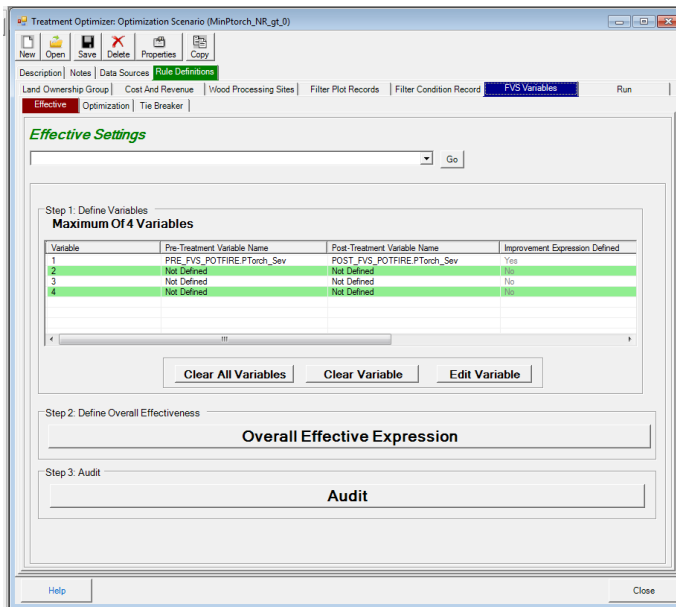 Treatment Optimizer: Optimization Scenario (MinPtorch_NR_gt_0)
New Open Save Delete Properties Copy
Description Notes Data Sources Rule Definitions
Land Ownership Group Cost And Revenue Wood Processing Sites Filter Plot Records Filter Condition Record FVS Variables Run
Effective Optimization Tie Breaker
Effective Settings
Go
Step 1: Define Variables
Maximum Of 4 Variables
Variable Pre-Treatment Variable Name Post-Treatment Variable Name Improvement Expression Defined
1 PRE_FVS_POTFIRE.PTorch_Sev POST_FVS_POTFIRE.PTorch_Sev Yes
2 Not Defined Not Defined No
3 Not Defined Not Defined No
4 Not Defined Not Defined No
Clear All Variables Clear Variable Edit Variable
Step 2: Define Overall Effectiveness
Overall Effective Expression
Step 3: Audit
Audit
Help Close